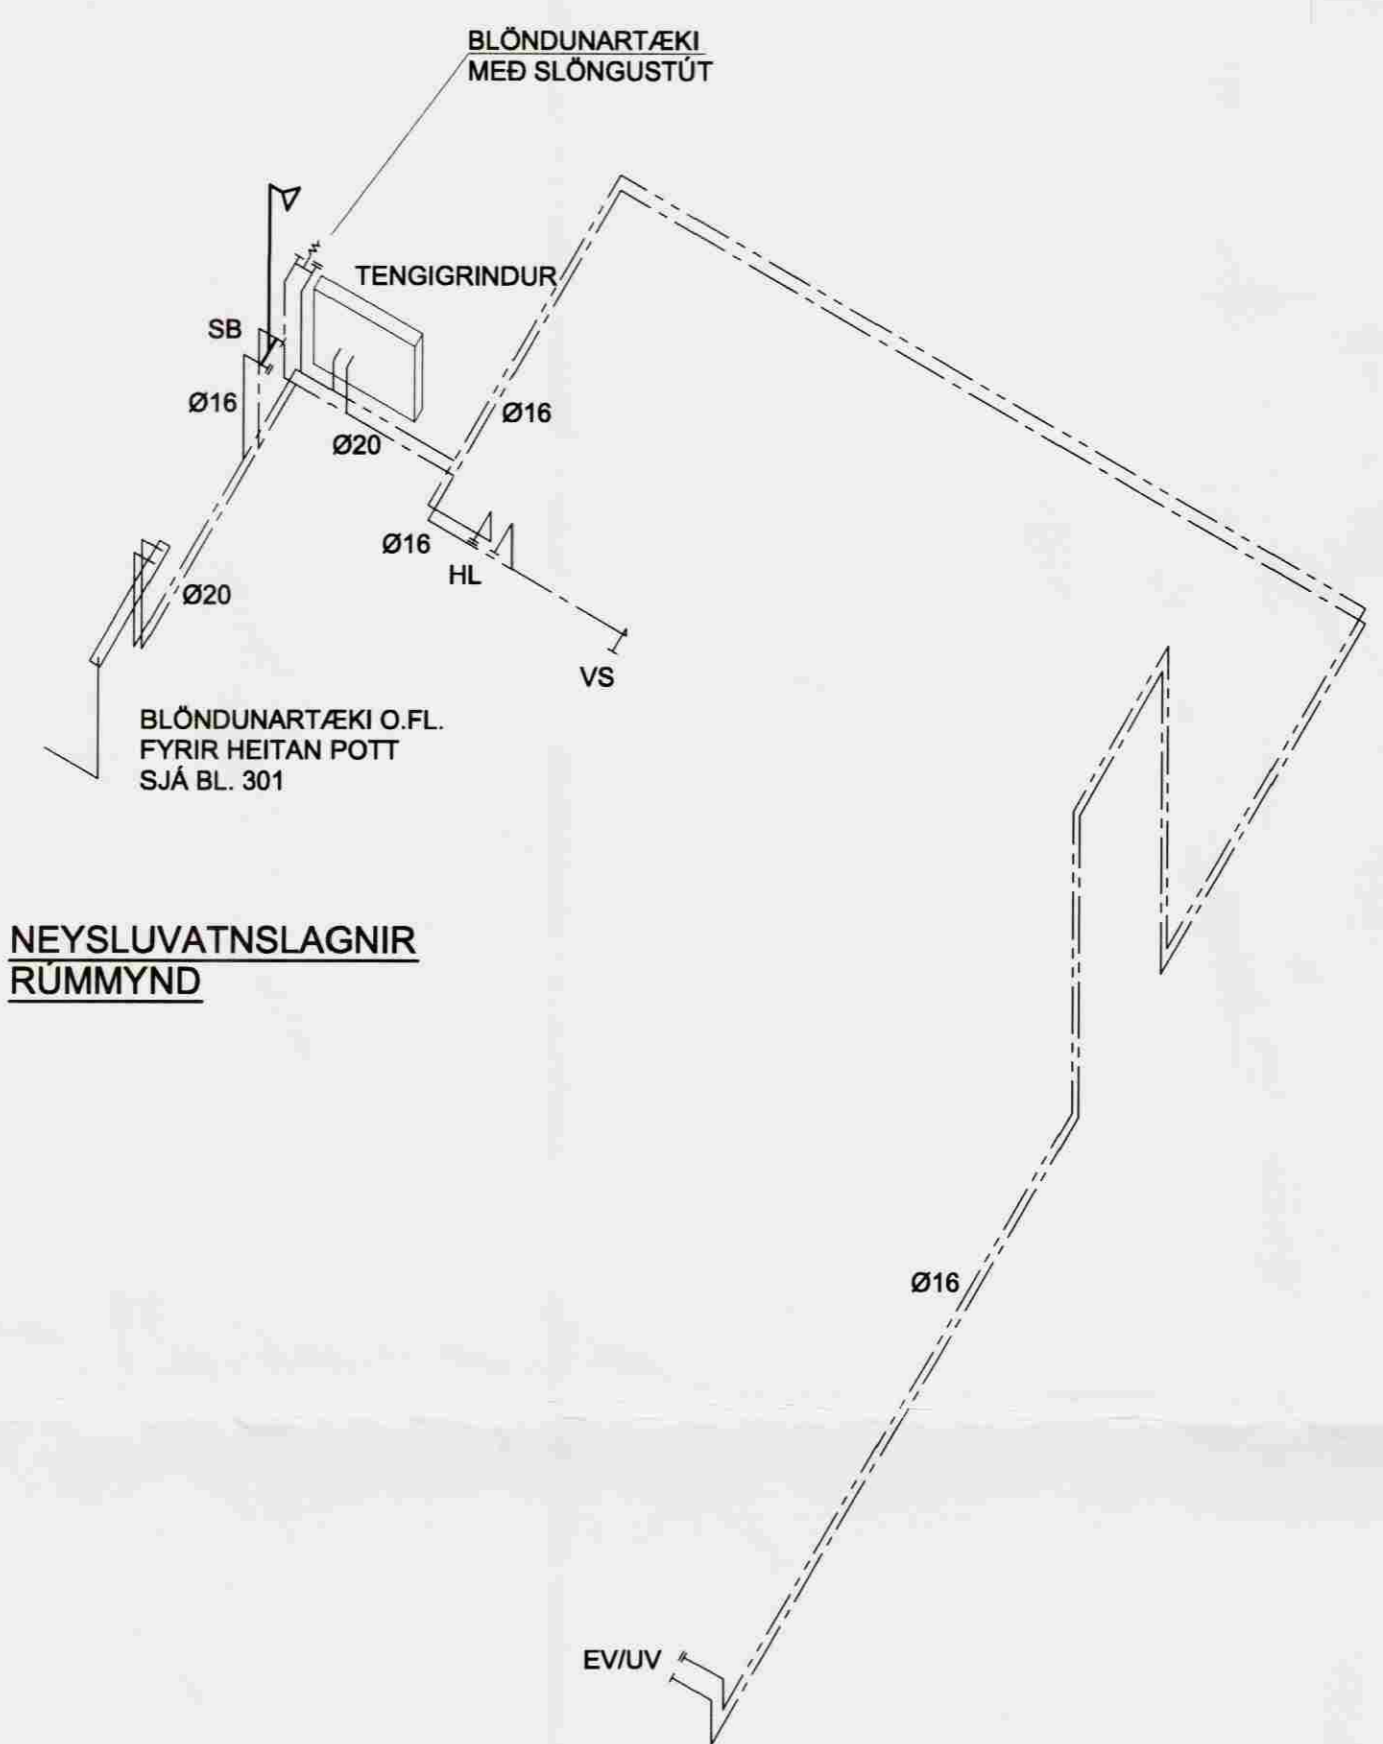 BLÖNDUNARTÆKI
MEÐ SLÖNGUSTÚT
TENGIGRINDUR
SB
Ø16
Ø20
Ø16
Ø16
HL
Ø20
VS
BLÖNDUNARTÆKI O.FL.
FYRIR HEITAN POTT
SJÁ BL. 301
NEYSLUVATNSLAGNIR
RÚMMYND
Ø16
EV/UV